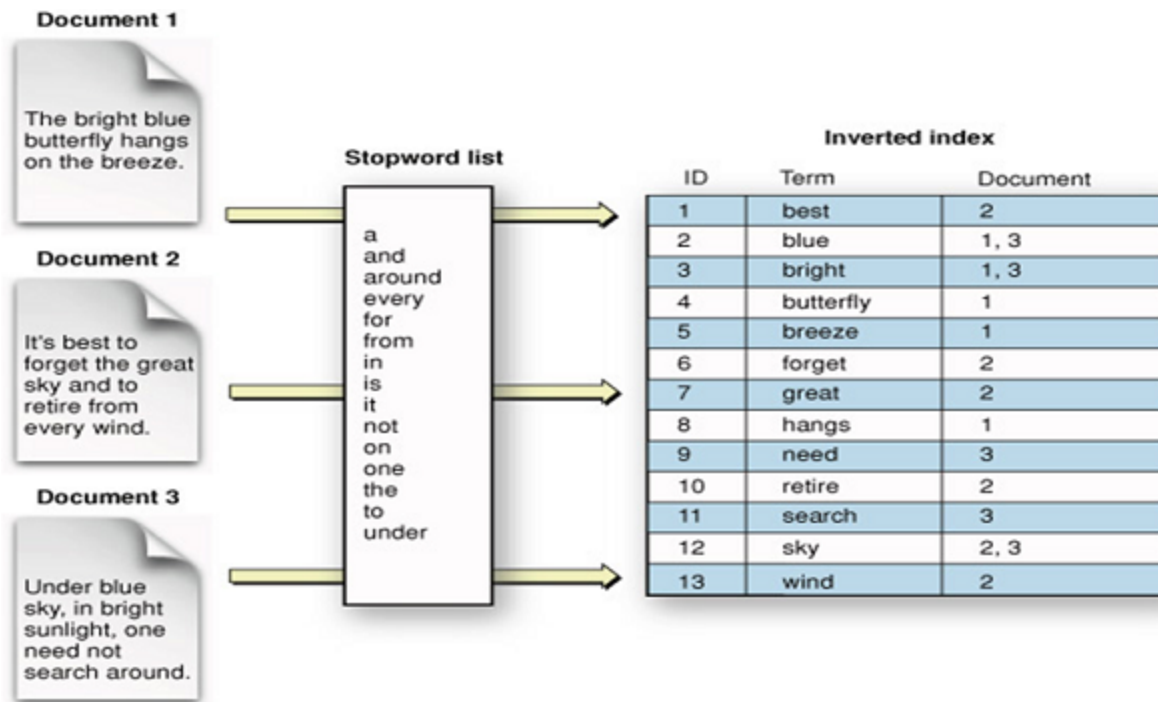 Document 1
The bright blue
butterfly hangs
on the breeze.
Document 2
It's best to
forget the great
sky and to
retire from
every wind.
Document 3
Under blue
sky, in bright
sunlight, one
need not
search around.
Stopword list
a
and
around
every
for
from
in
is
it
not
on
one
the
to
under
Inverted index
ID Term Document
1 best 2
2 blue 1, 3
3 bright 1, 3
4 butterfly 1
5 breeze 1
6 forget 2
7 great 2
8 hangs 1
9 need 3
10 retire 2
11 search 3
12 sky 2, 3
13 wind 2